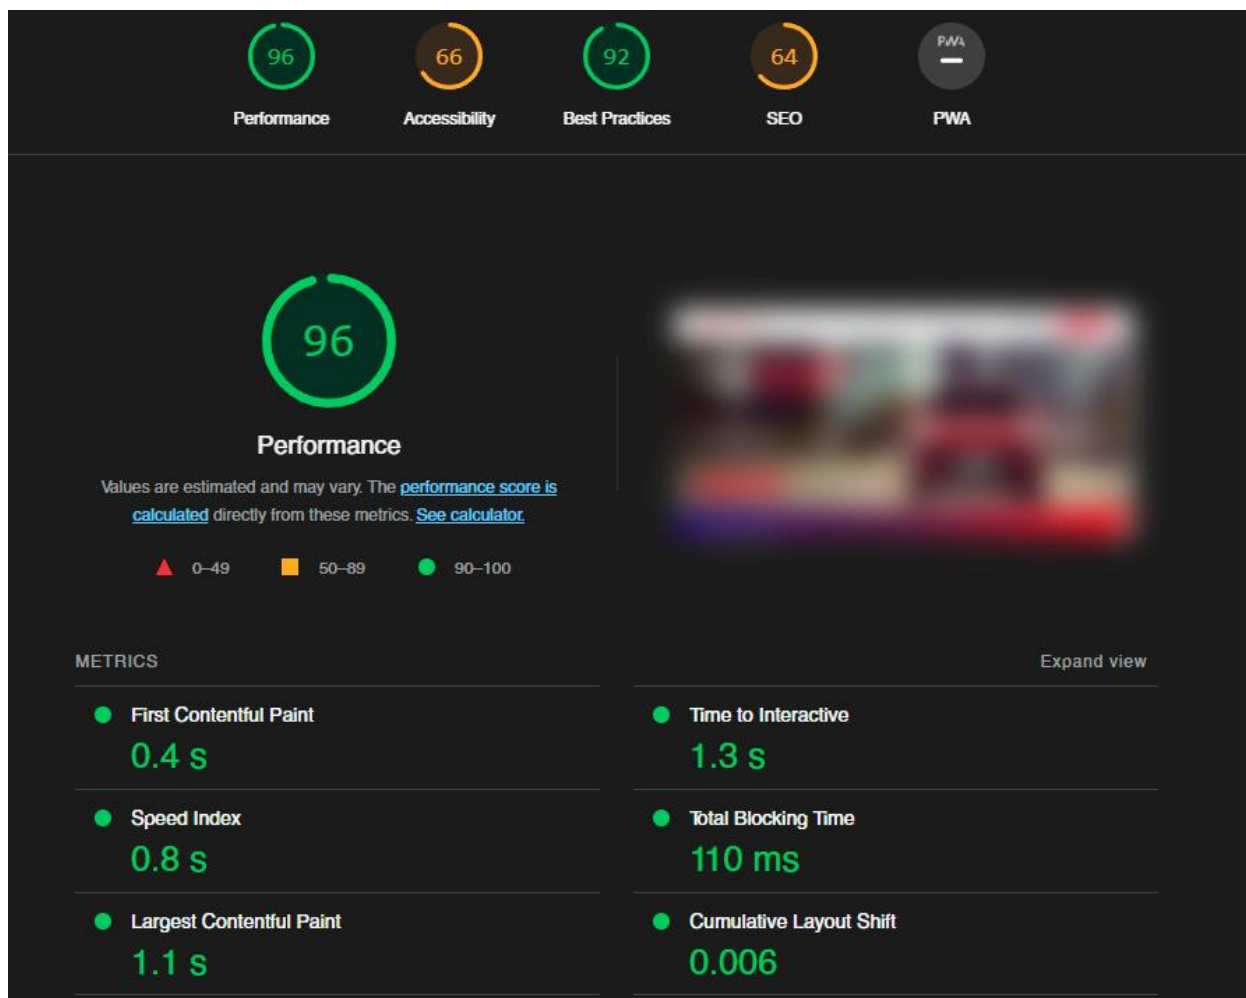 96
66
92
64
PWA
Performance
Accessibility
Best Practices
SEO
PWA
96
Performance
Values are estimated and may vary. The performance score is
calculated directly from these metrics. See calculator.
0–49
50–89
90–100
METRICS
Expand view
First Contentful Paint
0.4 s
Time to Interactive
1.3 s
Speed Index
0.8 s
Total Blocking Time
110 ms
Largest Contentful Paint
1.1 s
Cumulative Layout Shift
0.006